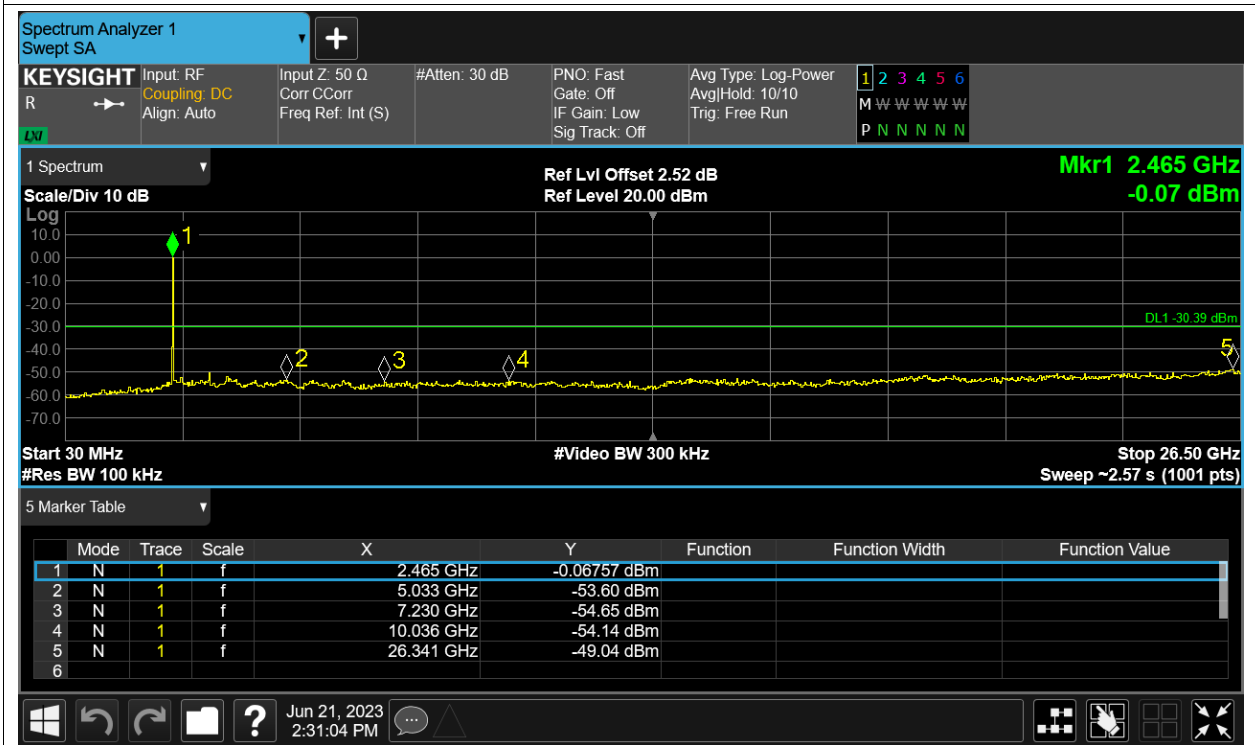 Spectrum Analyzer 1
Swept SA
+
KEYSIGHT Input: RF Input Z: 50 Ω #Atten: 30 dB PNO: Fast Avg Type: Log-Power 1 2 3 4 5 6
R Coupling: DC Corr CCorr Gate: Off Avg|Hold: 10/10 M W W W W W W
Align: Auto Freq Ref: Int (S) IF Gain: Low Trig: Free Run
LXI Sig Track: Off P N N N N N N
1 Spectrum Ref Lvl Offset 2.52 dB Mkr1 2.465 GHz
Scale/Div 10 dB Ref Level 20.00 dBm -0.07 dBm
Log
10.0 1
0.00
-10.0
-20.0
-30.0 DL1 -30.39 dBm
-40.0 2 3 4 5
-50.0
-60.0
-70.0
Start 30 MHz #Video BW 300 kHz Stop 26.50 GHz
#Res BW 100 kHz Sweep ~2.57 s (1001 pts)
5 Marker Table
Mode Trace Scale X Y Function Function Width Function Value
1 N 1 f 2.465 GHz -0.06757 dBm
2 N 1 f 5.033 GHz -53.60 dBm
3 N 1 f 7.230 GHz -54.65 dBm
4 N 1 f 10.036 GHz -54.14 dBm
5 N 1 f 26.341 GHz -49.04 dBm
6
? Jun 21, 2023
2:31:04 PM